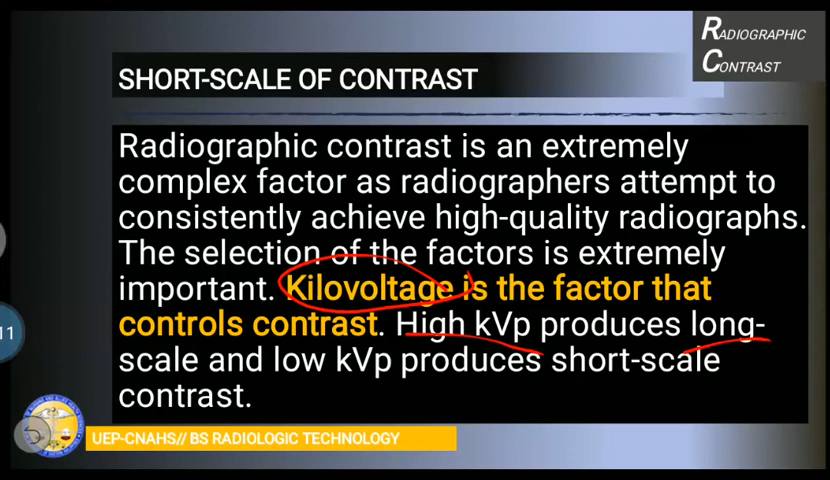 RADIOGRAPHIC
CONTRAST
SHORT-SCALE OF CONTRAST
Radiographic contrast is an extremely
complex factor as radiographers attempt to
consistently achieve high-quality radiographs.
The selection of the factors is extremely
important. Kilovoltage is the factor that
controls contrast. High kVp produces long-
scale and low kVp produces short-scale
contrast.
11
UEP-CNAHS// BS RADIOLOGIC TECHNOLOGY